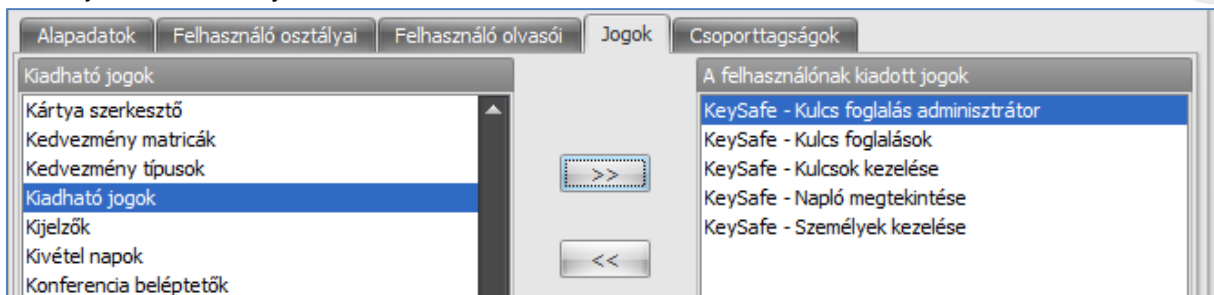 Alapadatok
Felhasználó osztályai
Felhasználó olvasói
Jogok
Csoporttagságok
Kiadható jogok
Kártya szerkesztő
Kedvezmény matricák
Kedvezmény típusok
Kiadható jogok
Kijelzők
Kivétel napok
Konferencia beléptetők
>>
<<
A felhasználónak kiadott jogok
KeySafe - Kulcs foglalás adminisztrátor
KeySafe - Kulcs foglalások
KeySafe - Kulcsok kezelése
KeySafe - Napló megtekintése
KeySafe - Személyek kezelése